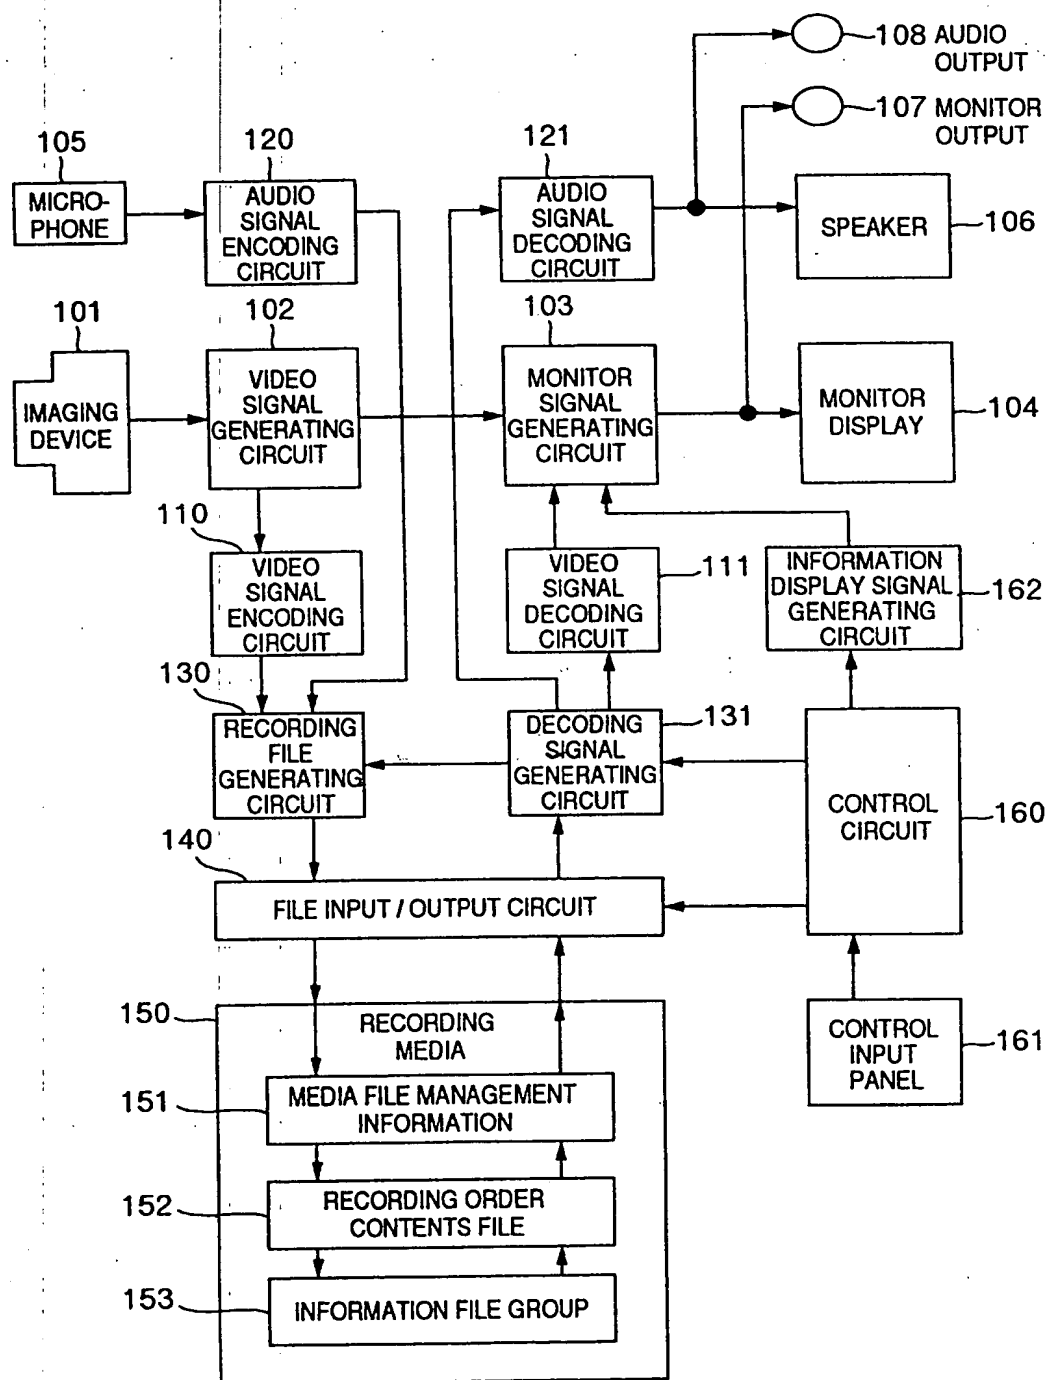 108 AUDIO
OUTPUT
107 MONITOR
OUTPUT
105
MICRO-
PHONE
120
AUDIO
SIGNAL
ENCODING
CIRCUIT
121
AUDIO
SIGNAL
DECODING
CIRCUIT
SPEAKER
106
101
IMAGING
DEVICE
102
VIDEO
SIGNAL
GENERATING
CIRCUIT
103
MONITOR
SIGNAL
GENERATING
CIRCUIT
MONITOR
DISPLAY
104
110
VIDEO
SIGNAL
ENCODING
CIRCUIT
VIDEO
SIGNAL
DECODING
CIRCUIT
111
INFORMATION
DISPLAY SIGNAL
GENERATING
CIRCUIT
162
130
RECORDING
FILE
GENERATING
CIRCUIT
DECODING
SIGNAL
GENERATING
CIRCUIT
131
CONTROL
CIRCUIT
160
140
FILE INPUT / OUTPUT CIRCUIT
150
RECORDING
MEDIA
CONTROL
INPUT
PANEL
161
151
MEDIA FILE MANAGEMENT
INFORMATION
152
RECORDING ORDER
CONTENTS FILE
153
INFORMATION FILE GROUP